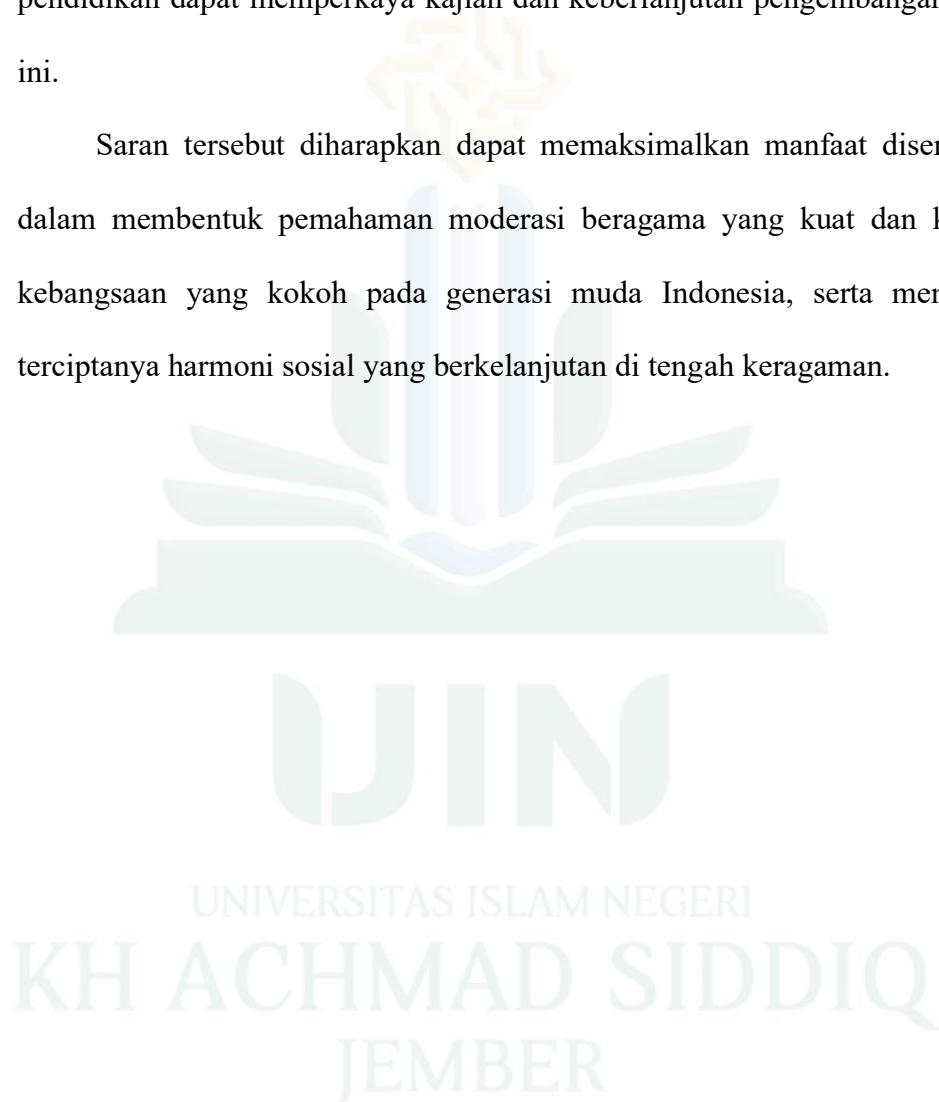 pendidikan dapat memperkaya kajian dan keberlanjutan pengembangan
ini.
Saran tersebut diharapkan dapat memaksimalkan manfaat
dalam membentuk pemahaman moderasi beragama yang kuat dan
kebangsaan yang kokoh pada generasi muda Indonesia, serta
terciptanya harmoni sosial yang berkelanjutan di tengah keragaman.
UIN
UNIVERSITAS ISLAM NEGERI
KH ACHMAD SIDDIQ
JEMBER